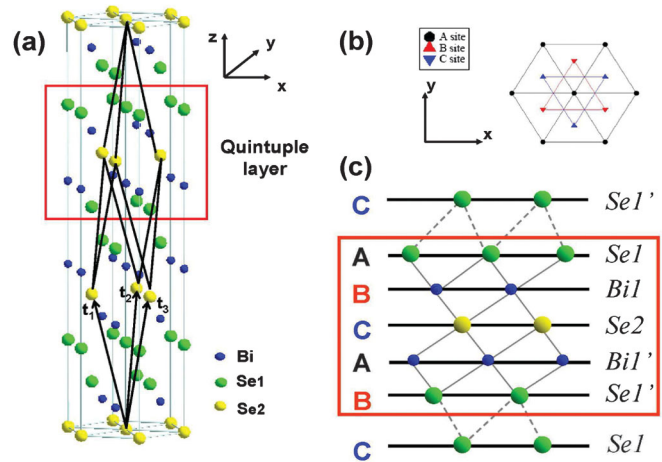 (a)
z
y
x
Quintuple
layer
t1
t2
t3
Bi
Se1
Se2
(b)
A site
B site
C site
y
x
(c)
C Se1'
A Se1
B Bi1
C Se2
A Bi1'
B Se1'
C Se1